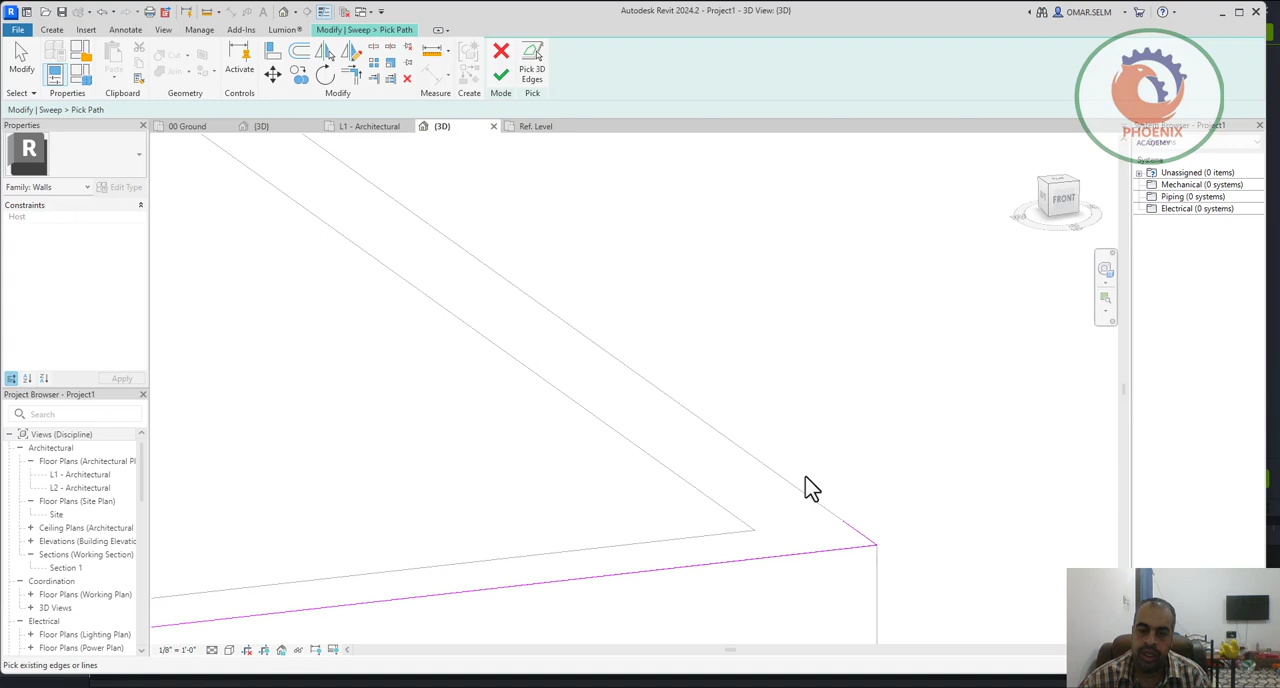 Autodesk Revit 2024.2 - Project1 - 3D View: {3D}
OMAR.SELM
File
Create
Insert
Annotate
View
Manage
Add-Ins
Lumion®
Modify | Sweep > Pick Path
Modify
Paste
Cut
Join
Activate
Pick 3D
Edges
Select
Properties
Clipboard
Geometry
Controls
Modify
Measure
Create
Mode
Pick
Modify | Sweep > Pick Path
PHOENIX
ACADEMY
Properties
00 Ground
{3D}
L1 - Architectural
{3D}
Ref. Level
R
Family: Walls
Edit Type
Constraints
Host
Apply
Project Browser - Project1
Search
Views (Discipline)
Architectural
Floor Plans (Architectural Pl
L1 - Architectural
L2 - Architectural
Floor Plans (Site Plan)
Site
Ceiling Plans (Architectural
Elevations (Building Elevatio
Sections (Working Section)
Section 1
Coordination
Floor Plans (Working Plan)
3D Views
Electrical
Floor Plans (Lighting Plan)
Floor Plans (Power Plan)
FRONT
Unassigned (0 items)
Mechanical (0 systems)
Piping (0 systems)
Electrical (0 systems)
1/8" = 1'-0"
Pick existing edges or lines